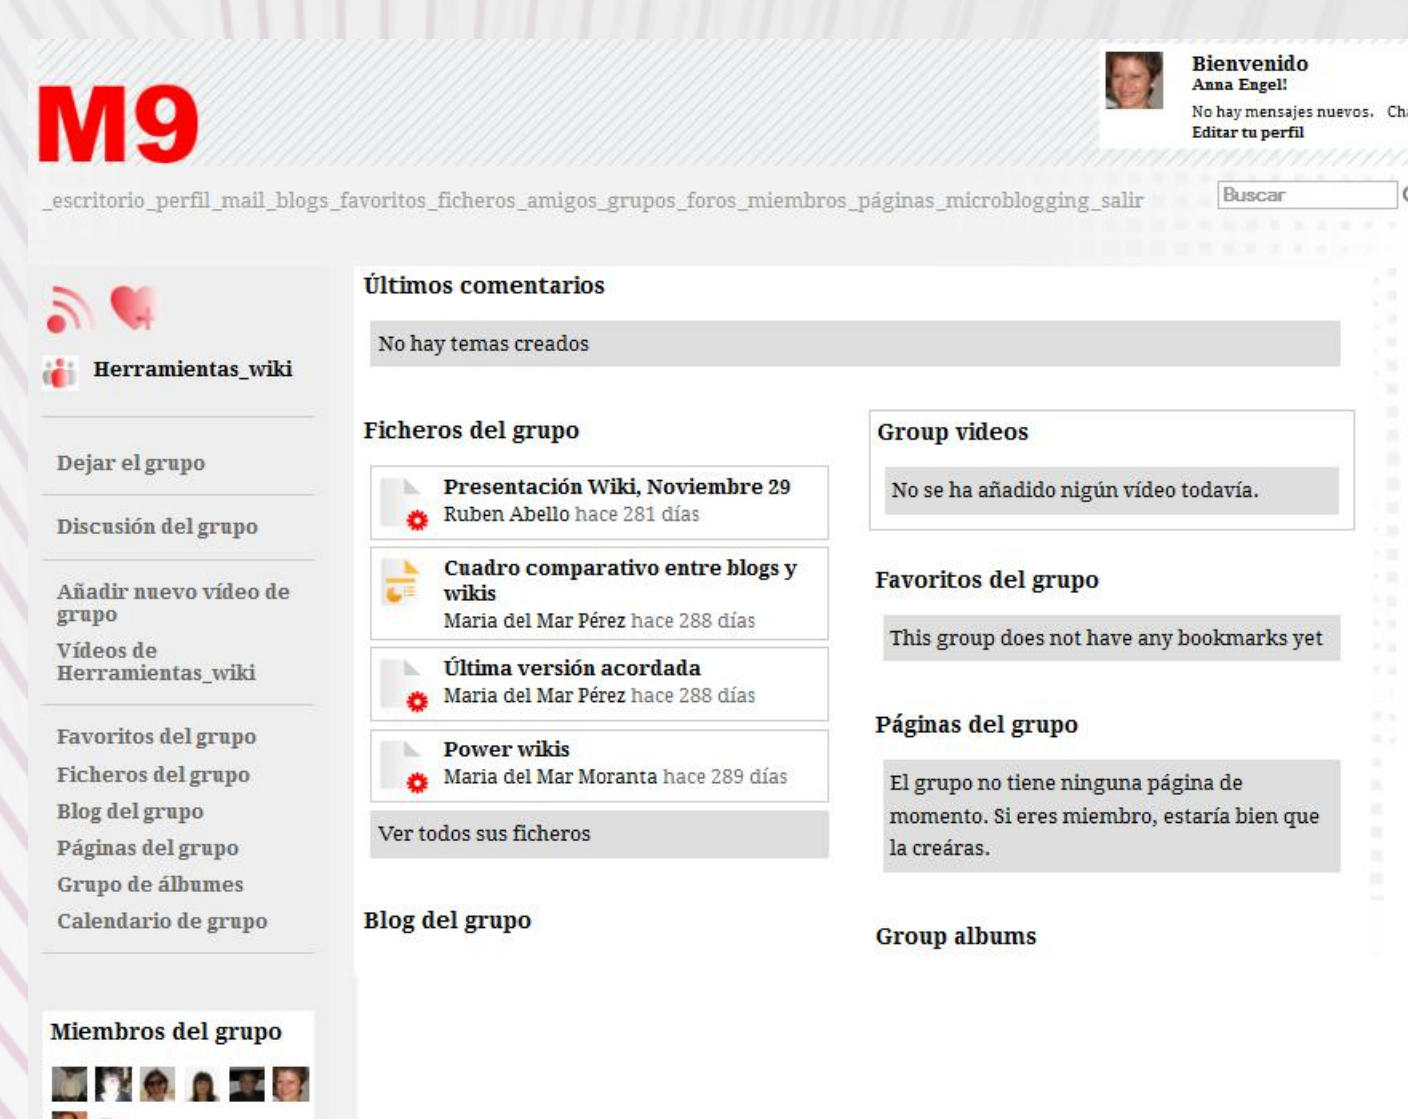 M9
Bienvenido
Anna Engel!
No hay mensajes nuevos.
Editar tu perfil
_escritorio_perfil_mail_blogs_favoritos_ficheros_amigos_grupos_foros_miembros_páginas_microblogging_salir
Buscar
Herramientas_wiki
Dejar el grupo
Discusión del grupo
Añadir nuevo vídeo de
grupo
Vídeos de
Herramientas_wiki
Favoritos del grupo
Ficheros del grupo
Blog del grupo
Páginas del grupo
Grupo de álbumes
Calendario de grupo
Miembros del grupo
Últimos comentarios
No hay temas creados
Ficheros del grupo
Presentación Wiki, Noviembre 29
Ruben Abello hace 281 días
Cuadro comparativo entre blogs y
wikis
Maria del Mar Pérez hace 288 días
Última versión acordada
Maria del Mar Pérez hace 288 días
Power wikis
Maria del Mar Moranta hace 289 días
Ver todos sus ficheros
Blog del grupo
Group videos
No se ha añadido nigún vídeo todavía.
Favoritos del grupo
This group does not have any bookmarks yet
Páginas del grupo
El grupo no tiene ninguna página de
momento. Si eres miembro, estaría bien que
la creáras.
Group albums